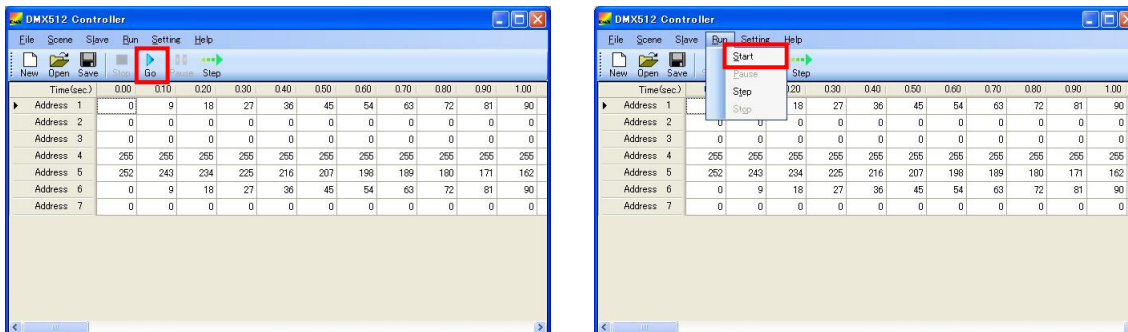 DMX512 Controller
File Scene Slave Run Setting Help
New Open Save Stop Go Pause Step
Time(sec.) 0.00 0.10 0.20 0.30 0.40 0.50 0.60 0.70 0.80 0.90 1.00
Address 1 0 9 18 27 36 45 54 63 72 81 90
Address 2 0 0 0 0 0 0 0 0 0 0 0
Address 3 0 0 0 0 0 0 0 0 0 0 0
Address 4 255 255 255 255 255 255 255 255 255 255 255
Address 5 252 243 234 225 216 207 198 189 180 171 162
Address 6 0 9 18 27 36 45 54 63 72 81 90
Address 7 0 0 0 0 0 0 0 0 0 0 0
DMX512 Controller
File Scene Slave Run Setting Help
New Open Save Step
Start
Pause
Step
Stop
Time(sec.) 0.30 0.40 0.50 0.60 0.70 0.80 0.90 1.00
Address 1 18 27 36 45 54 63 72 81 90
Address 2 0 0 0 0 0 0 0 0 0 0 0
Address 3 0 0 0 0 0 0 0 0 0 0 0
Address 4 255 255 255 255 255 255 255 255 255 255 255
Address 5 252 243 234 225 216 207 198 189 180 171 162
Address 6 0 9 18 27 36 45 54 63 72 81 90
Address 7 0 0 0 0 0 0 0 0 0 0 0